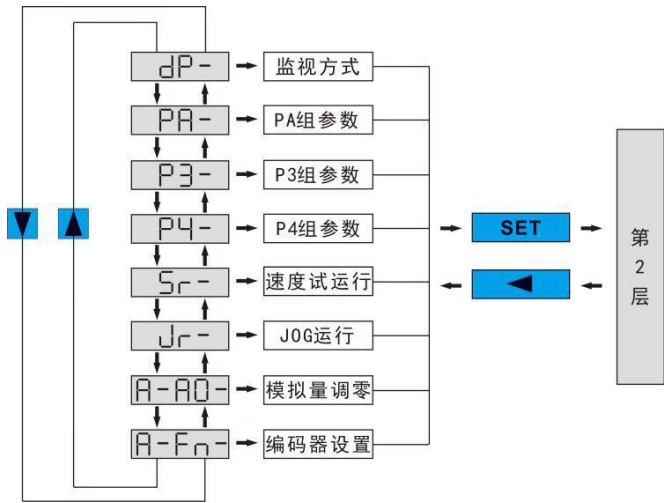 dP-
监视方式
PA-
PA组参数
P3-
P3组参数
P4-
P4组参数
SET
Sr-
速度试运行
Jr-
JOG运行
A-A0-
模拟量调零
A-Fn-
编码器设置
第
2
层